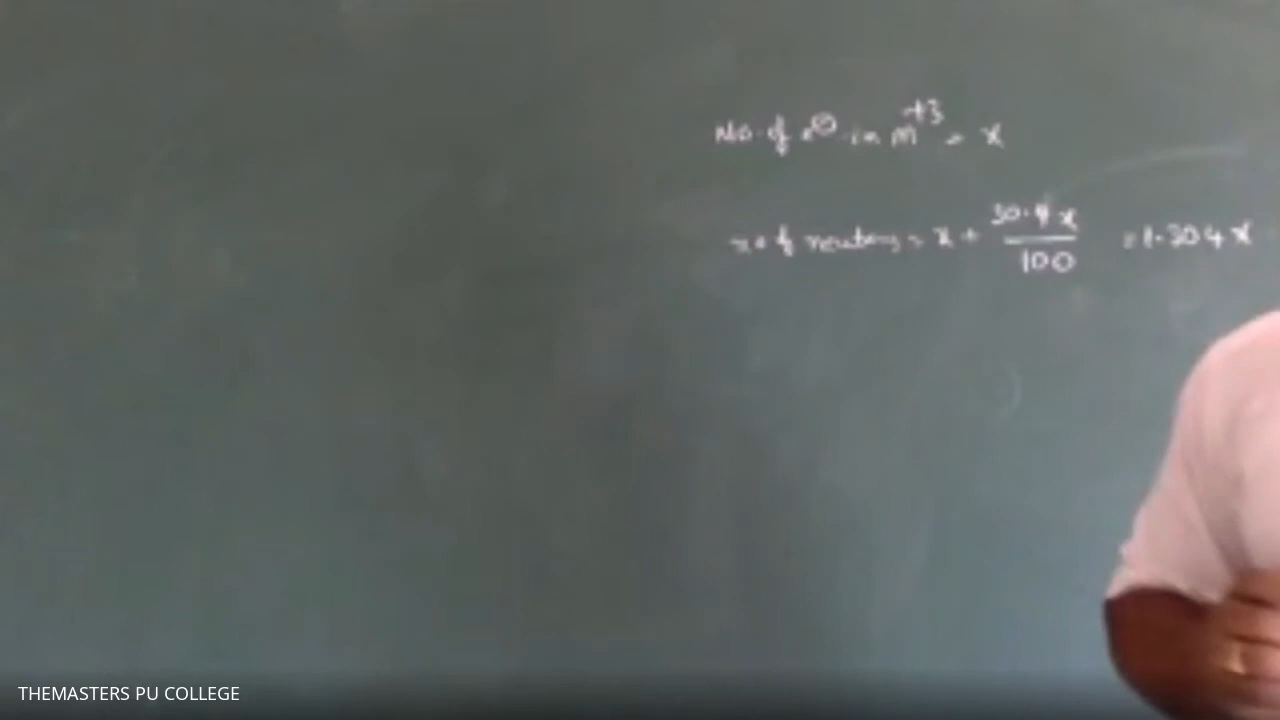 No. of e⊖ in m⁺³ = x
no of neutrons = x + 30.4x/100 = 1.304x
THEMASTERS PU COLLEGE